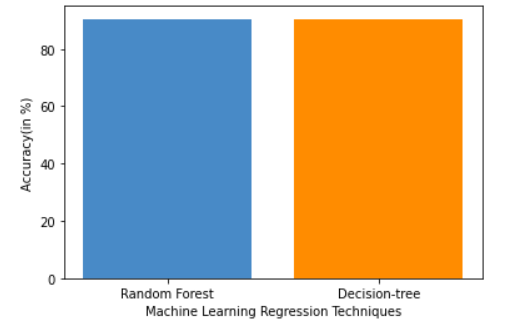 Accuracy(in %)
80
60
40
20
0
Random Forest
Decision-tree
Machine Learning Regression Techniques